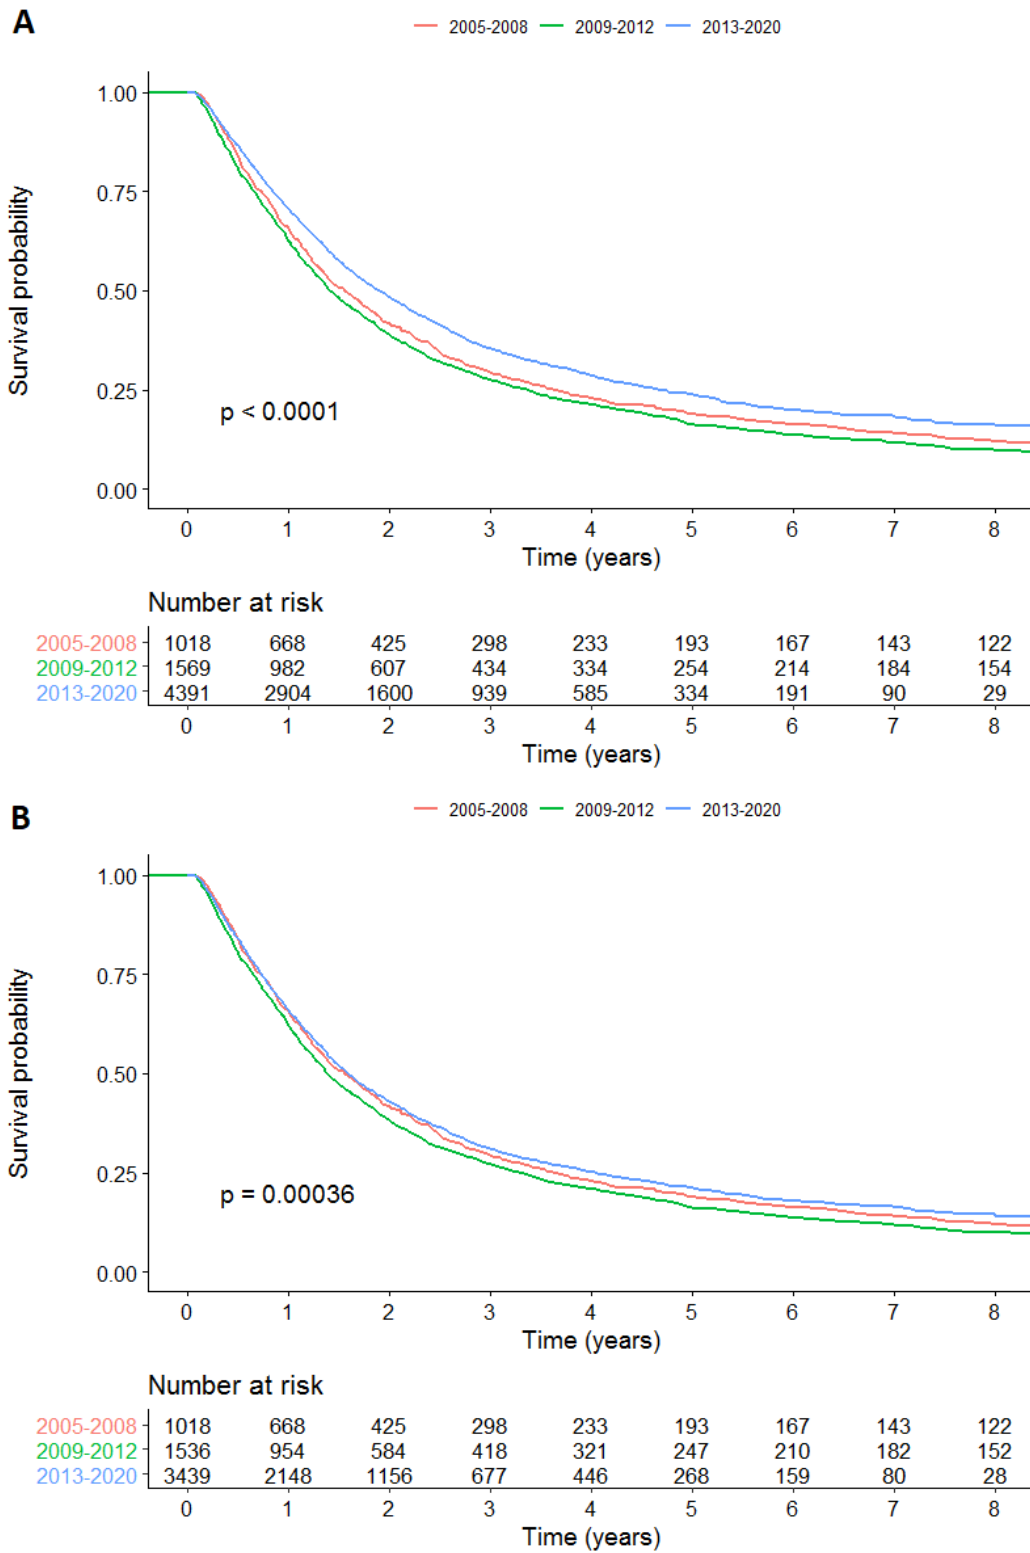 A
2005-2008 2009-2012 2013-2020
Survival probability
1.00
0.75
0.50
0.25
0.00
p < 0.0001
0 1 2 3 4 5 6 7 8
Time (years)
Number at risk
2005-2008 1018 668 425 298 233 193 167 143 122
2009-2012 1569 982 607 434 334 254 214 184 154
2013-2020 4391 2904 1600 939 585 334 191 90 29
0 1 2 3 4 5 6 7 8
Time (years)
B
2005-2008 2009-2012 2013-2020
Survival probability
1.00
0.75
0.50
0.25
0.00
p = 0.00036
0 1 2 3 4 5 6 7 8
Time (years)
Number at risk
2005-2008 1018 668 425 298 233 193 167 143 122
2009-2012 1536 954 584 418 321 247 210 182 152
2013-2020 3439 2148 1156 677 446 268 159 80 28
0 1 2 3 4 5 6 7 8
Time (years)